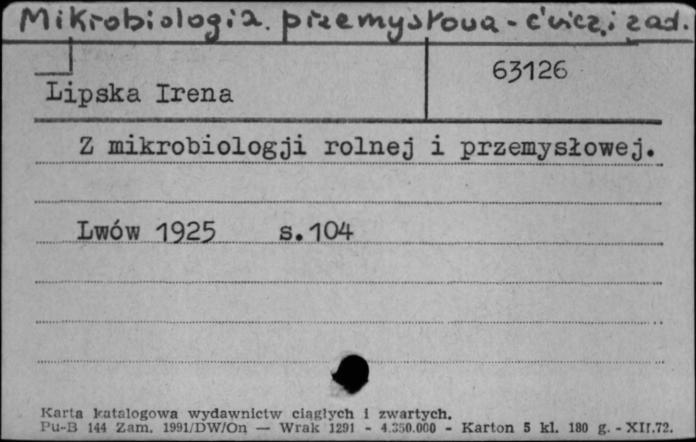 Mikrobiologia przemysłowa - ćwicz. i zad.
63126
Lipska Irena
Z mikrobiologji rolnej i przemysłowej.
Lwów 1925 s.104
Karta katalogowa wydawnictw ciągłych i zwartych.
Pu-B 144 Zam. 1991/DW/On — Wrak 1291 - 4.350.000 - Karton 5 kl. 180 g. - XII.72.